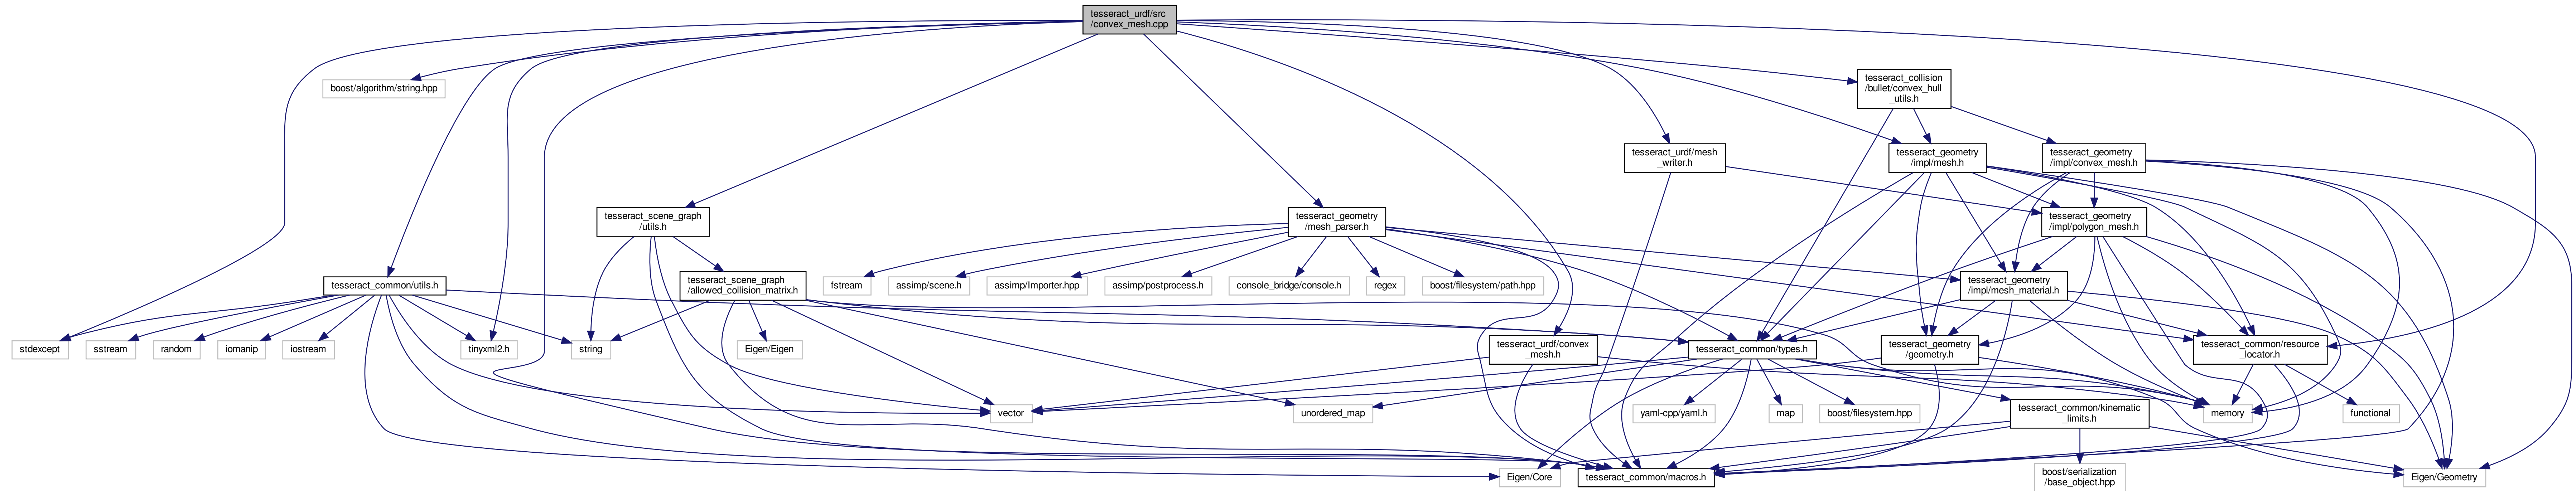 tesseract_urdf/src
/convex_mesh.cpp
boost/algorithm/string.hpp
tesseract_collision
/bullet/convex_hull
_utils.h
tesseract_urdf/mesh
_writer.h
tesseract_geometry
/impl/mesh.h
tesseract_geometry
/impl/convex_mesh.h
tesseract_scene_graph
/utils.h
tesseract_geometry
/mesh_parser.h
tesseract_geometry
/impl/polygon_mesh.h
tesseract_common/utils.h
tesseract_scene_graph
/allowed_collision_matrix.h
fstream
assimp/scene.h
assimp/Importer.hpp
assimp/postprocess.h
console_bridge/console.h
regex
boost/filesystem/path.hpp
tesseract_geometry
/impl/mesh_material.h
stdexcept
sstream
random
iomanip
iostream
tinyxml2.h
string
Eigen/Eigen
tesseract_urdf/convex
_mesh.h
tesseract_common/types.h
tesseract_geometry
/geometry.h
tesseract_common/resource
_locator.h
vector
unordered_map
yaml-cpp/yaml.h
map
boost/filesystem.hpp
tesseract_common/kinematic
_limits.h
memory
functional
Eigen/Core
tesseract_common/macros.h
boost/serialization
/base_object.hpp
Eigen/Geometry